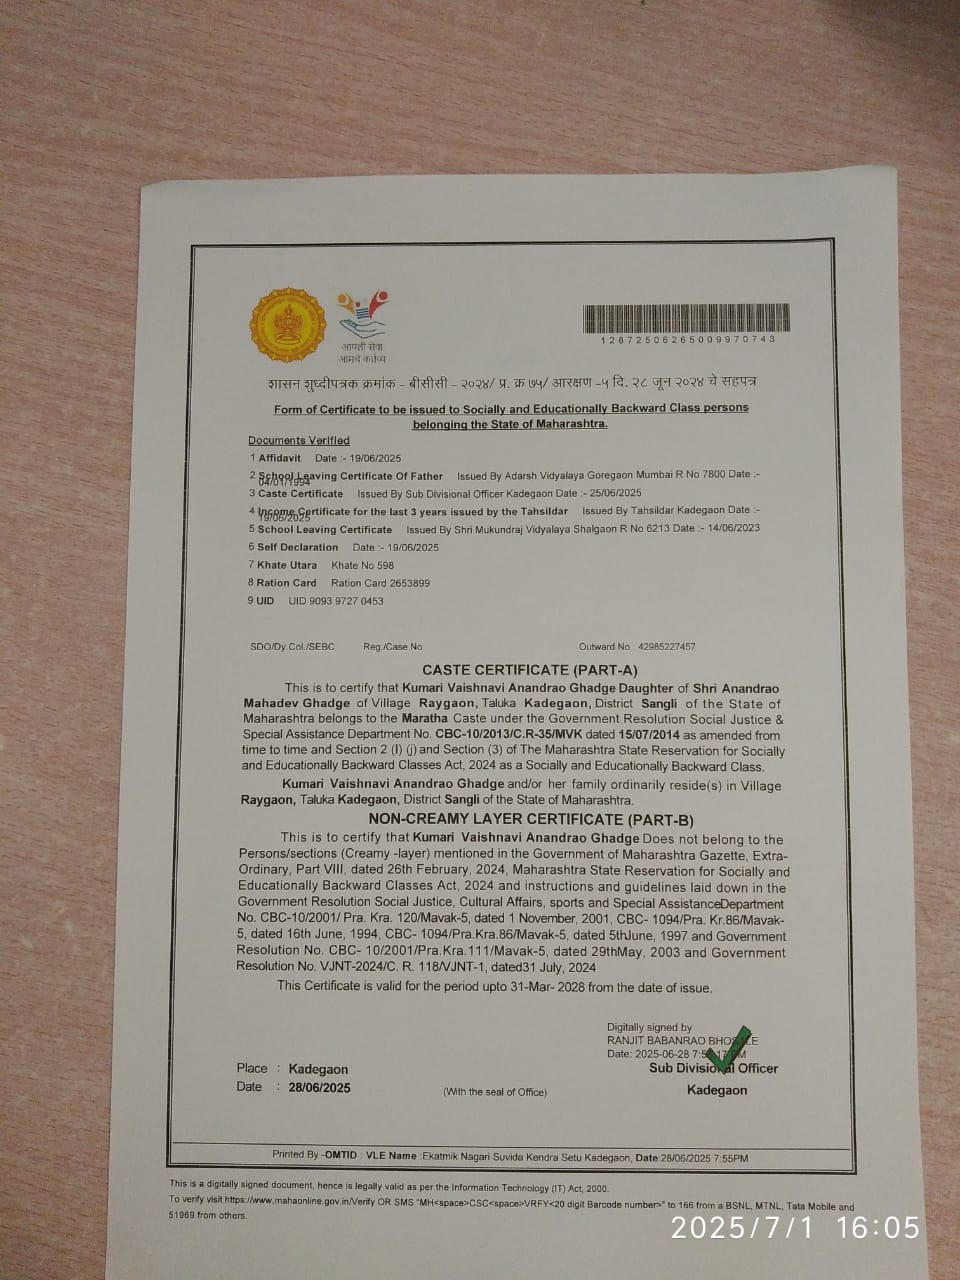 आपली सेवा
आमचे कर्तव्य
12872506265009970743
शासन शुध्दीपत्रक क्रमांक - बीसीसी - २०२४/ प्र. क्र ७५/ आरक्षण -५ दि. २८ जून २०२४ चे सहपत्र
Form of Certificate to be issued to Socially and Educationally Backward Class persons
belonging the State of Maharashtra.
Documents Verified
1 Affidavit Date :- 19/06/2025
2 School Leaving Certificate Of Father Issued By Adarsh Vidyalaya Goregaon Mumbai R No 7800 Date :-
04/01/1994
3 Caste Certificate Issued By Sub Divisional Officer Kadegaon Date :- 25/06/2025
4 Income Certificate for the last 3 years issued by the Tahsildar Issued By Tahsildar Kadegaon Date :-
19/06/2025
5 School Leaving Certificate Issued By Shri Mukundraj Vidyalaya Shalgaon R No 6213 Date :- 14/06/2023
6 Self Declaration Date :- 19/06/2025
7 Khate Utara Khate No 598
8 Ration Card Ration Card 2653899
9 UID UID 9093 9727 0453
SDO/Dy.Col./SEBC Reg./Case No Outward No : 42985227457
CASTE CERTIFICATE (PART-A)
This is to certify that Kumari Vaishnavi Anandrao Ghadge Daughter of Shri Anandrao
Mahadev Ghadge of Village Raygaon, Taluka Kadegaon, District Sangli of the State of
Maharashtra belongs to the Maratha Caste under the Government Resolution Social Justice &
Special Assistance Department No. CBC-10/2013/C.R-35/MVK dated 15/07/2014 as amended from
time to time and Section 2 (I) (j) and Section (3) of The Maharashtra State Reservation for Socially
and Educationally Backward Classes Act, 2024 as a Socially and Educationally Backward Class.
Kumari Vaishnavi Anandrao Ghadge and/or her family ordinarily reside(s) in Village
Raygaon, Taluka Kadegaon, District Sangli of the State of Maharashtra.
NON-CREAMY LAYER CERTIFICATE (PART-B)
This is to certify that Kumari Vaishnavi Anandrao Ghadge Does not belong to the
Persons/sections (Creamy -layer) mentioned in the Government of Maharashtra Gazette, Extra-
Ordinary, Part VIII, dated 26th February, 2024, Maharashtra State Reservation for Socially and
Educationally Backward Classes Act, 2024 and instructions and guidelines laid down in the
Government Resolution Social Justice, Cultural Affairs, sports and Special AssistanceDepartment
No. CBC-10/2001/ Pra. Kra. 120/Mavak-5, dated 1 November, 2001, CBC- 1094/Pra. Kr.86/Mavak-
5, dated 16th June, 1994, CBC- 1094/Pra.Kra.86/Mavak-5, dated 5thJune, 1997 and Government
Resolution No. CBC- 10/2001/Pra.Kra.111/Mavak-5, dated 29thMay, 2003 and Government
Resolution No. VJNT-2024/C. R. 118/VJNT-1, dated31 July, 2024
This Certificate is valid for the period upto 31-Mar- 2028 from the date of issue.
Digitally signed by
RANJIT BABANRAO
Date: 2025-06-28
Place : Kadegaon Sub Divisional Officer
Date : 28/06/2025 (With the seal of Office) Kadegaon
Printed By -OMTID : VLE Name :Ekatmik Nagari Suvida Kendra Setu Kadegaon, Date:28/06/2025 7:55PM
This is a digitally signed document, hence is legally valid as per the Information Technology (IT) Act, 2000.
To verify visit https://www.mahaonline.gov.in/Verify OR SMS "MH<space>CSC<space>VRFY<20 digit Barcode number>" to 166 from a BSNL, MTNL, Tata Mobile and
51969 from others.
2025/7/1 16:05